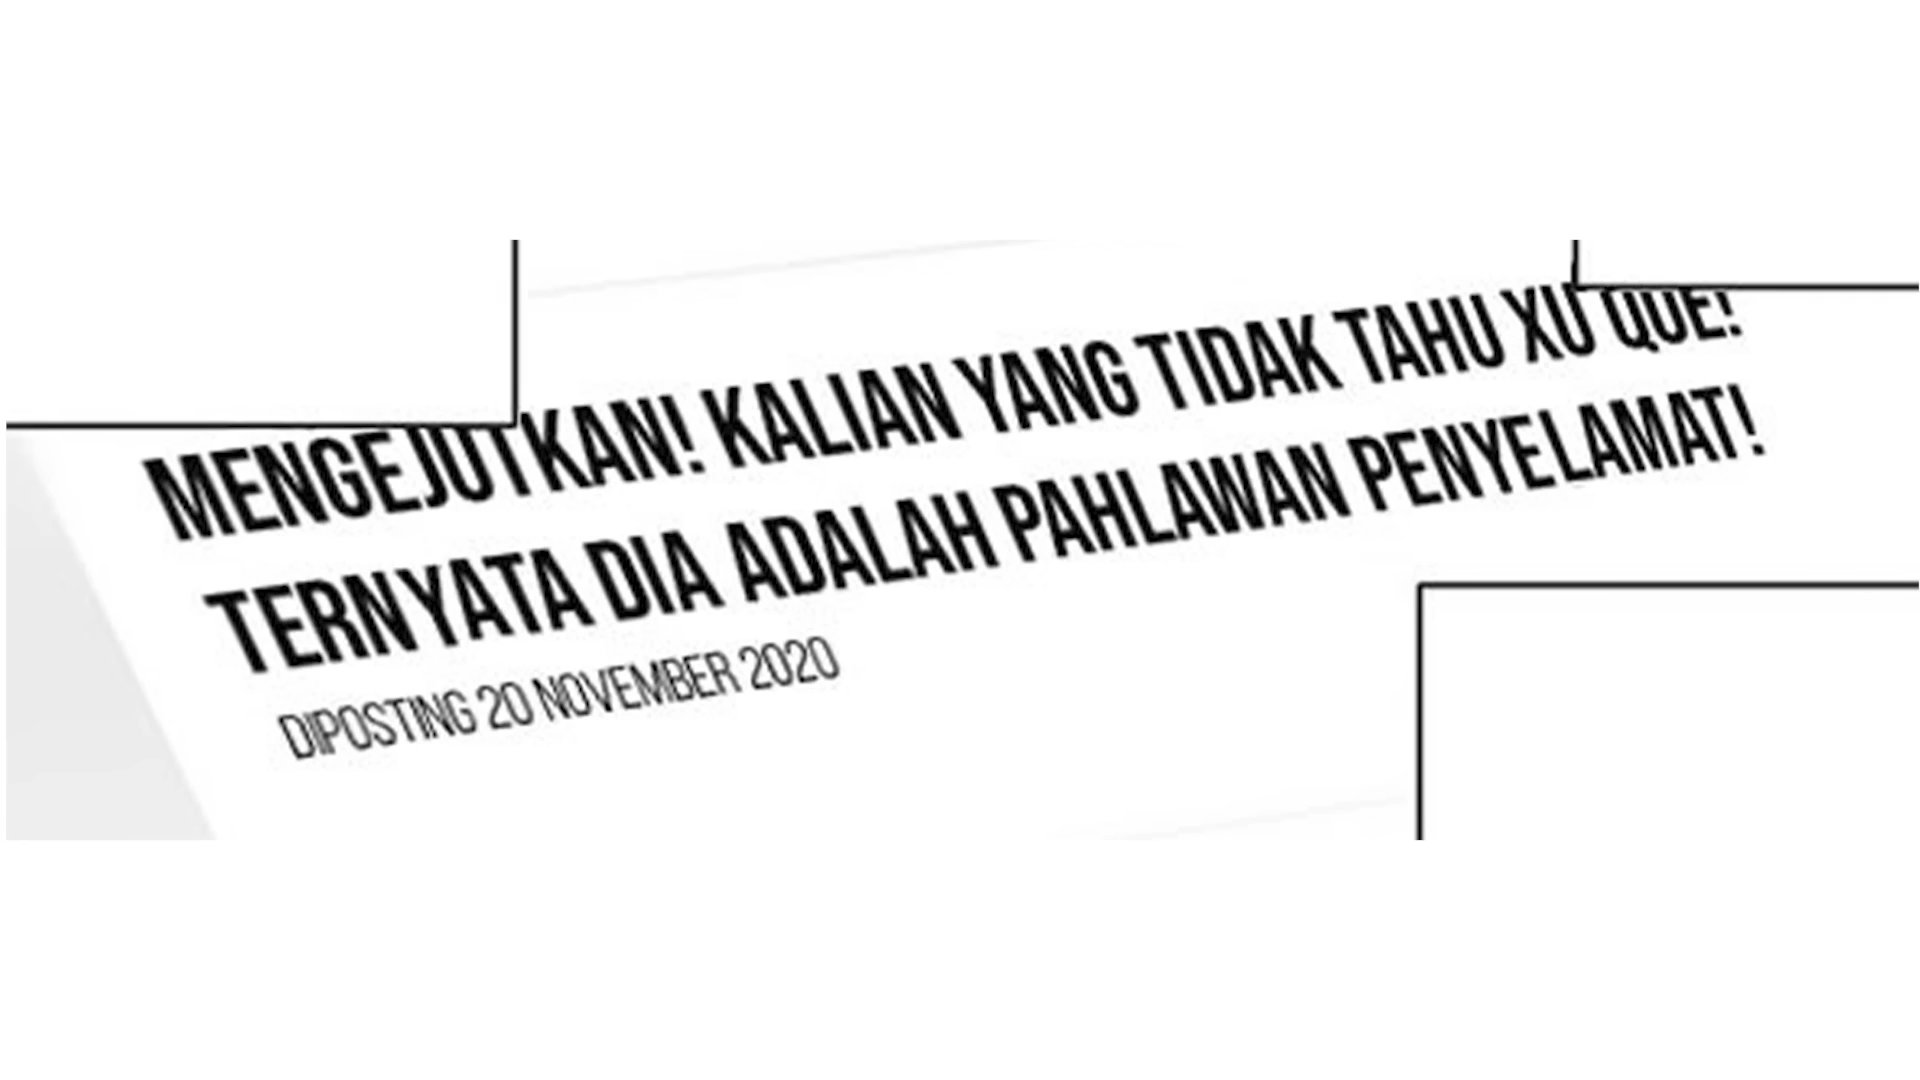 MENGEJUTKAN! KALIAN YANG TIDAK TAHU XU QUE!
TERNYATA DIA ADALAH PAHLAWAN PENYELAMAT!
DIPOSTING 20 NOVEMBER 2020